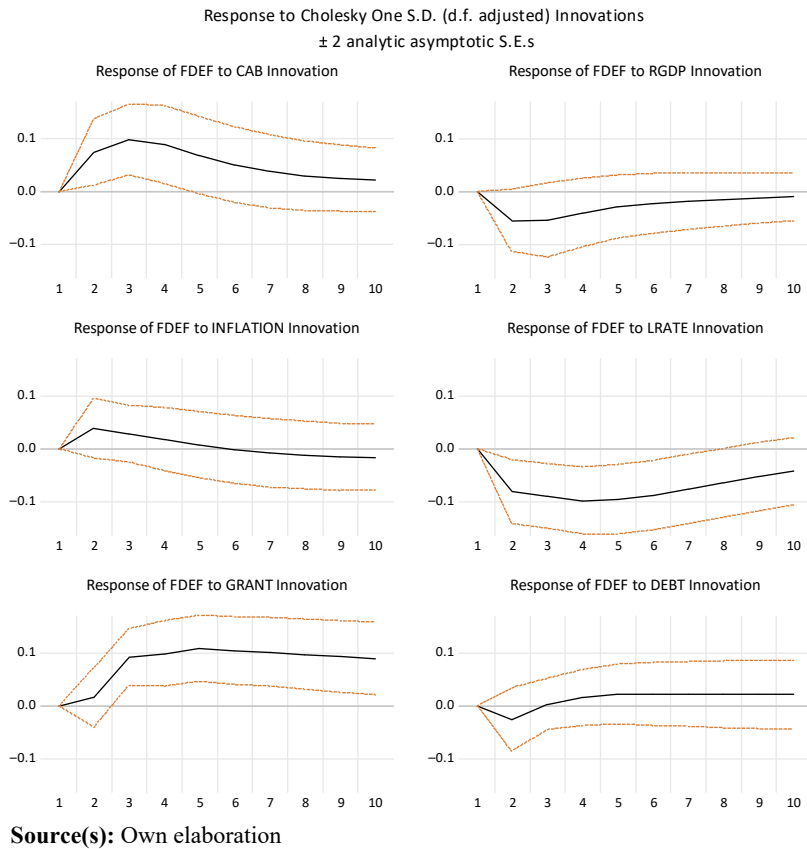 Response to Cholesky One S.D. (d.f. adjusted) Innovations
± 2 analytic asymptotic S.E.s
Response of FDEF to CAB Innovation
0.1
0.0
–0.1
1 2 3 4 5 6 7 8 9 10
Response of FDEF to RGDP Innovation
0.1
0.0
–0.1
1 2 3 4 5 6 7 8 9 10
Response of FDEF to INFLATION Innovation
0.1
0.0
–0.1
1 2 3 4 5 6 7 8 9 10
Response of FDEF to LRATE Innovation
0.1
0.0
–0.1
1 2 3 4 5 6 7 8 9 10
Response of FDEF to GRANT Innovation
0.1
0.0
–0.1
1 2 3 4 5 6 7 8 9 10
Response of FDEF to DEBT Innovation
0.1
0.0
–0.1
1 2 3 4 5 6 7 8 9 10
Source(s): Own elaboration